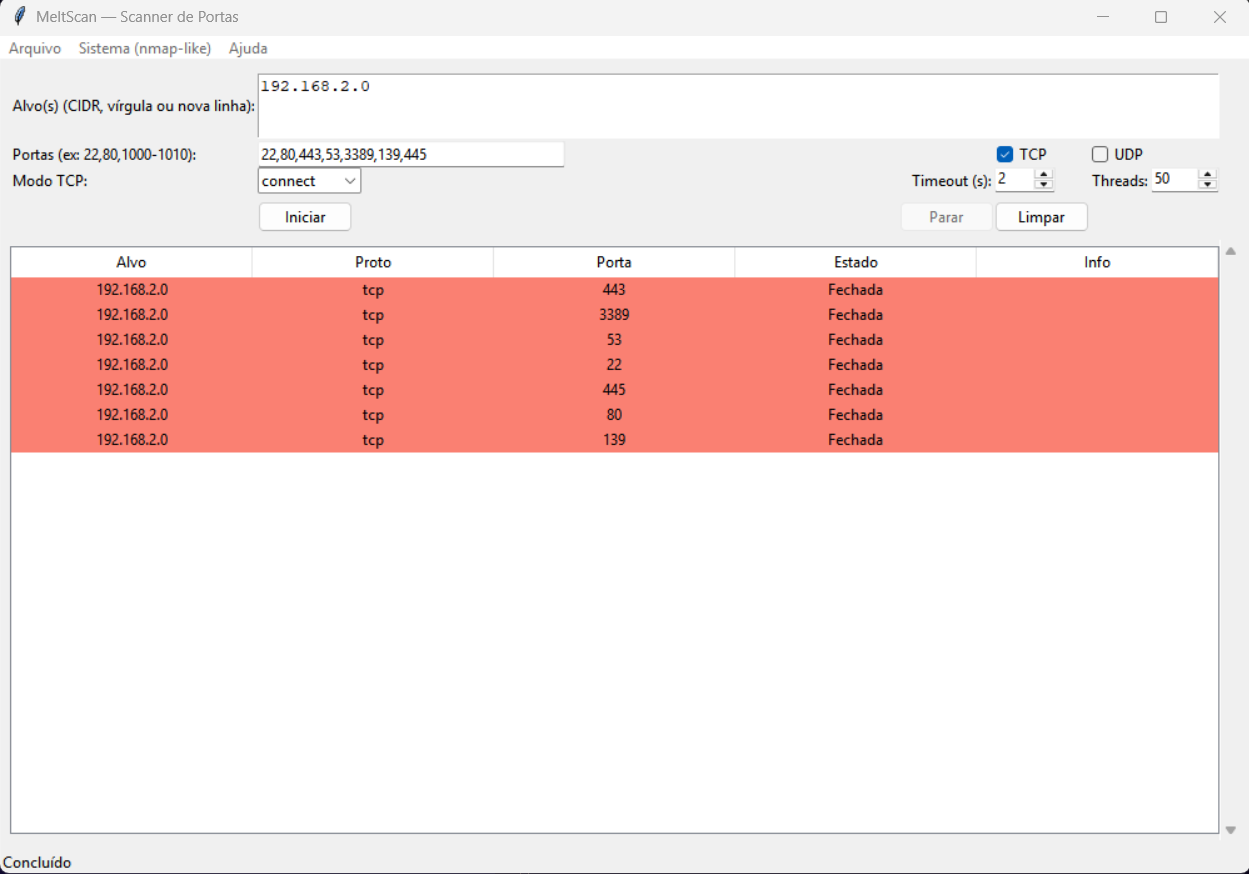 MeltScan — Scanner de Portas
Arquivo Sistema (nmap-like) Ajuda
Alvo(s) (CIDR, vírgula ou nova linha): 192.168.2.0
Portas (ex: 22,80,1000-1010): 22,80,443,53,3389,139,445 TCP UDP
Modo TCP: connect Timeout (s): 2 Threads: 50
Iniciar Parar Limpar
Alvo Proto Porta Estado Info
192.168.2.0 tcp 443 Fechada
192.168.2.0 tcp 3389 Fechada
192.168.2.0 tcp 53 Fechada
192.168.2.0 tcp 22 Fechada
192.168.2.0 tcp 445 Fechada
192.168.2.0 tcp 80 Fechada
192.168.2.0 tcp 139 Fechada
Concluído